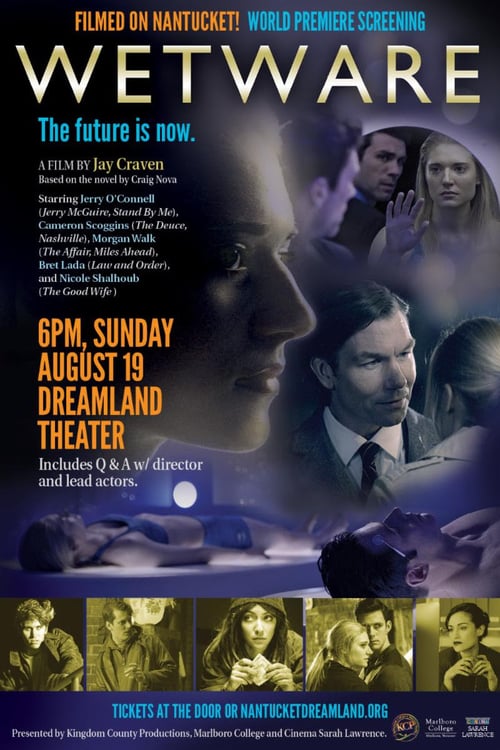 FILMED ON NANTUCKET! WORLD PREMIERE SCREENING
WETWARE
The future is now.
A FILM BY Jay Craven
Based on the novel by Craig Nova
Starring Jerry O'Connell
(Jerry McGuire, Stand By Me),
Cameron Scoggins (The Deuce,
Nashville), Morgan Walk
(The Affair, Miles Ahead),
Bret Lada (Law and Order),
and Nicole Shalhoub
(The Good Wife )
6PM, SUNDAY
AUGUST 19
DREAMLAND
THEATER
Includes Q & A w/ director
and lead actors.
TICKETS AT THE DOOR OR NANTUCKETDREAMLAND.ORG
Presented by Kingdom County Productions, Marlboro College and Cinema Sarah Lawrence.
KCP
Marlboro
College
SARAH
LAWRENCE